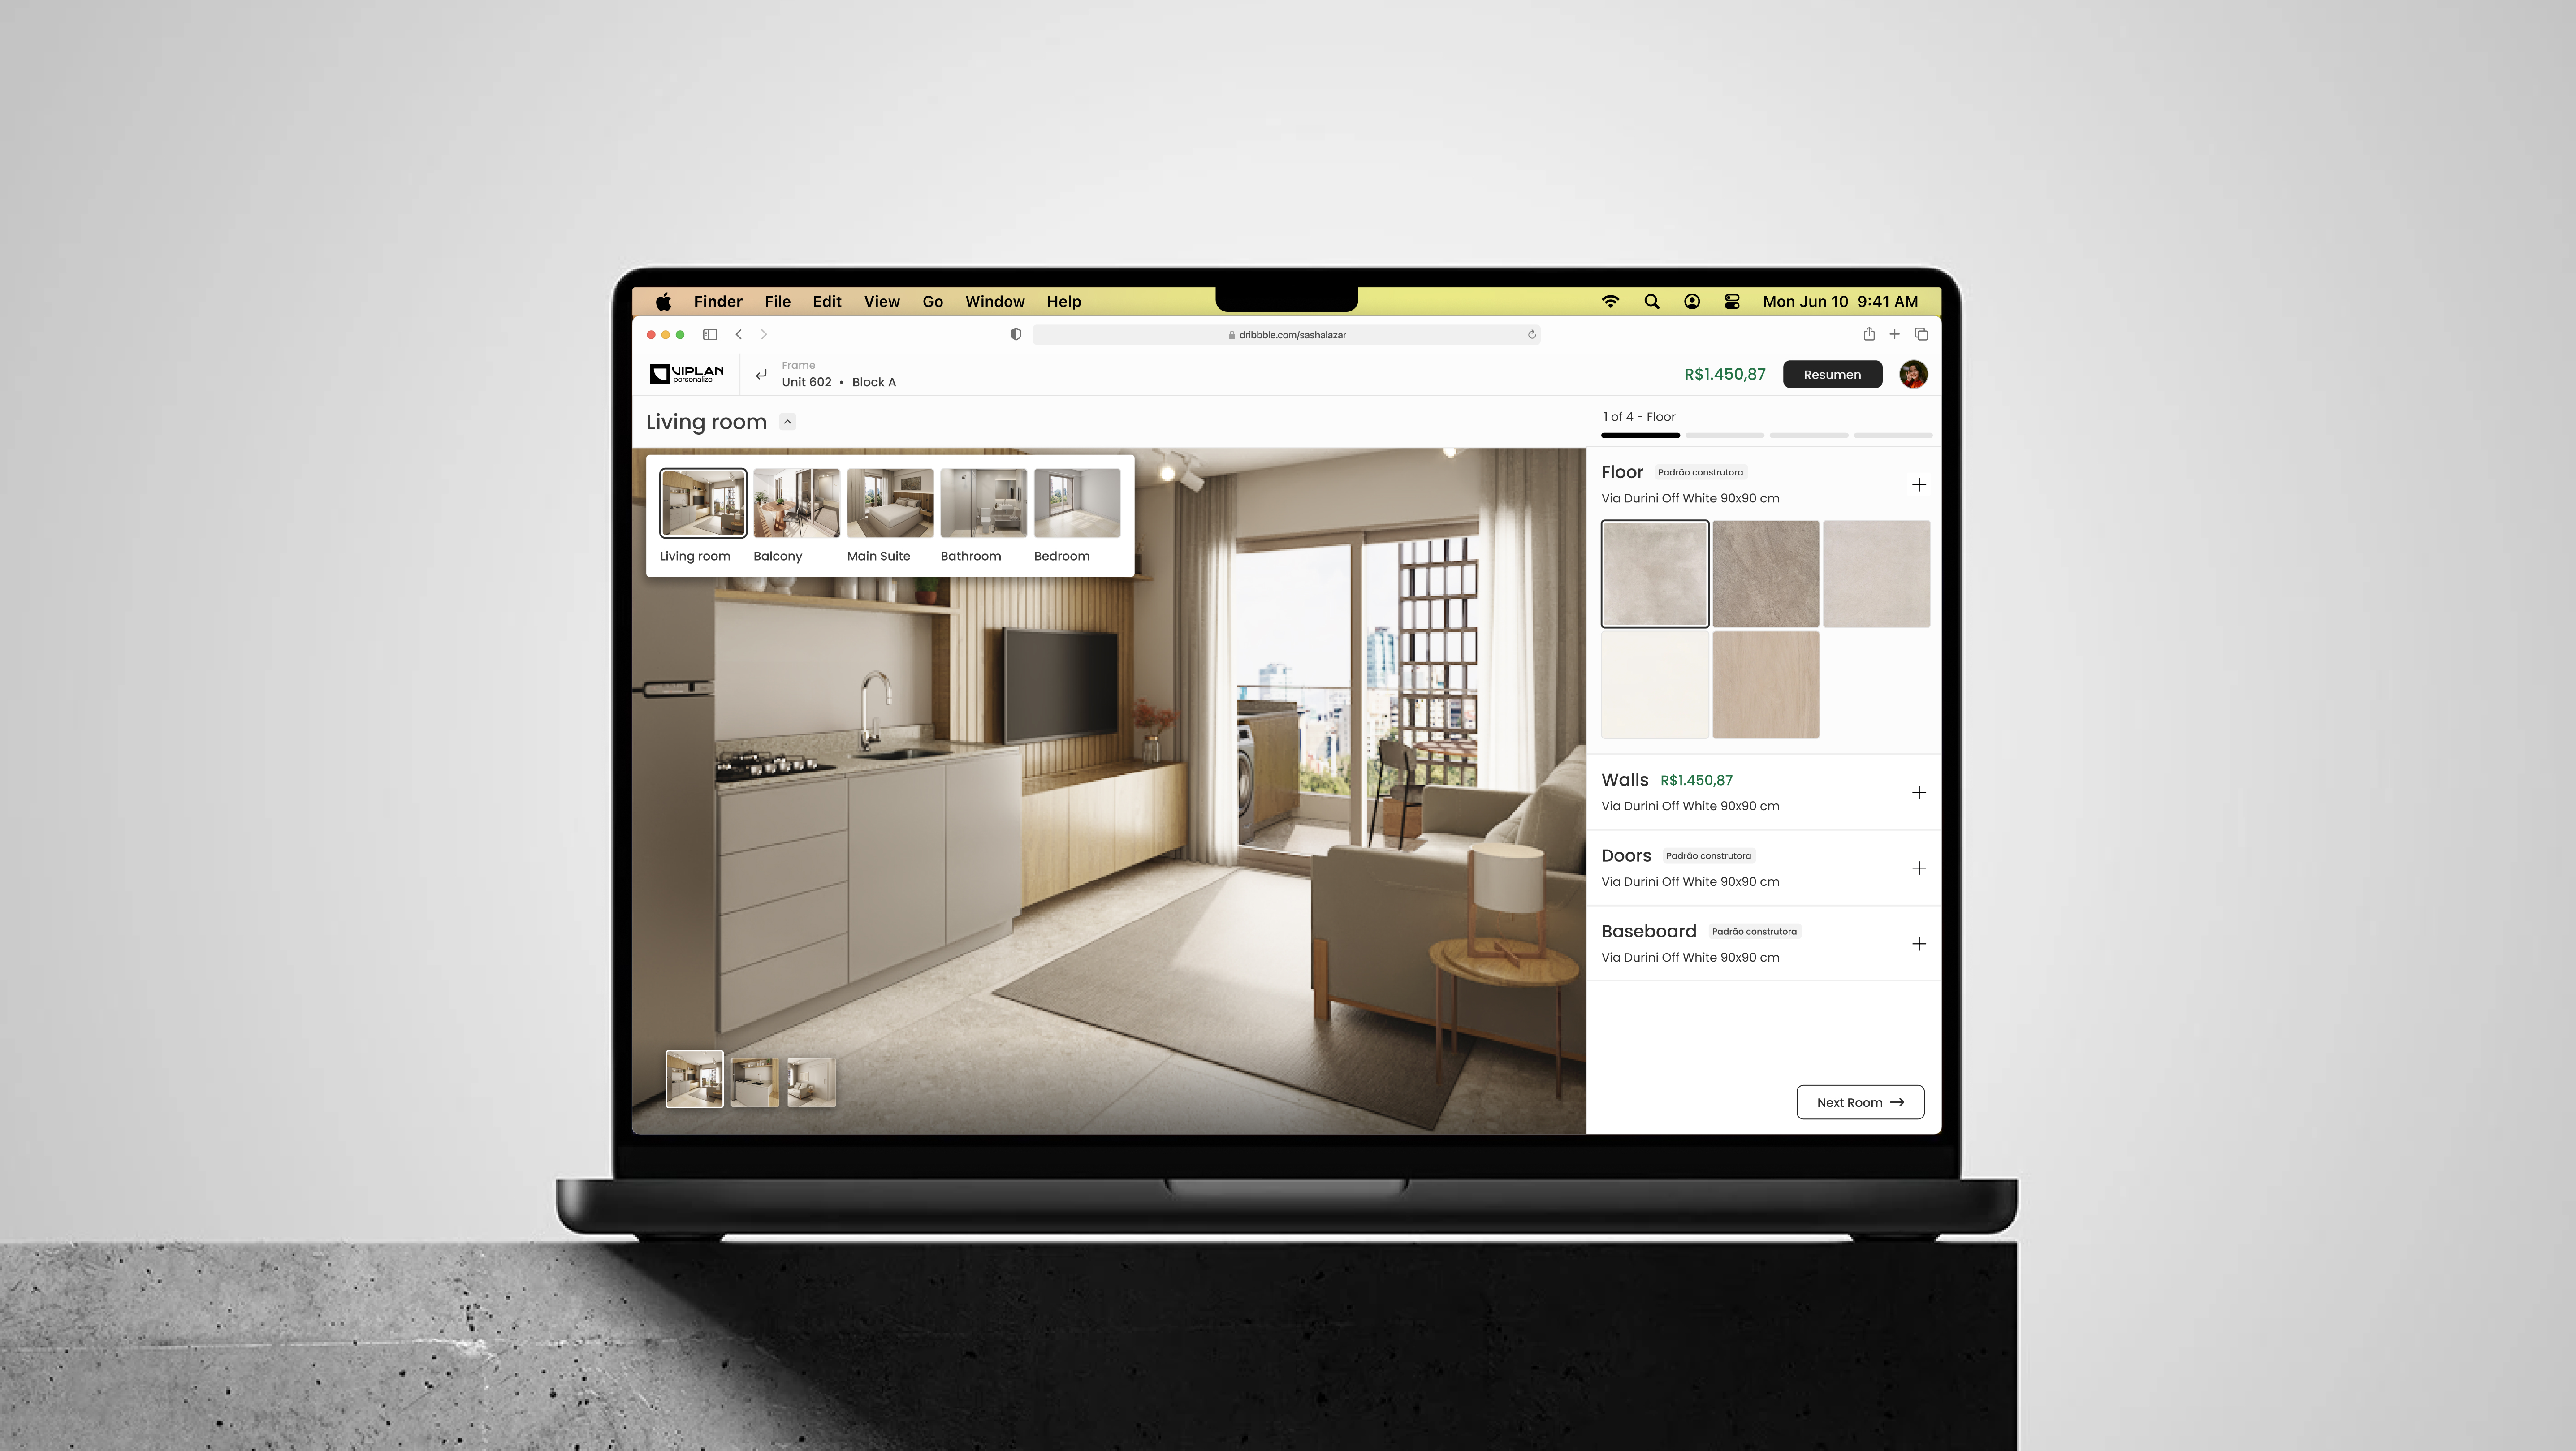 Finder File Edit View Go Window Help Mon Jun 10 9:41 AM
dribbble.com/sashalazar
VIPLAN
personalize
Frame
Unit 602 • Block A
R$1.450,87
Resumen
Living room
1 of 4 - Floor
Living room
Balcony
Main Suite
Bathroom
Bedroom
Floor Padrão construtora
Via Durini Off White 90x90 cm
Walls R$1.450,87
Via Durini Off White 90x90 cm
Doors Padrão construtora
Via Durini Off White 90x90 cm
Baseboard Padrão construtora
Via Durini Off White 90x90 cm
Next Room →